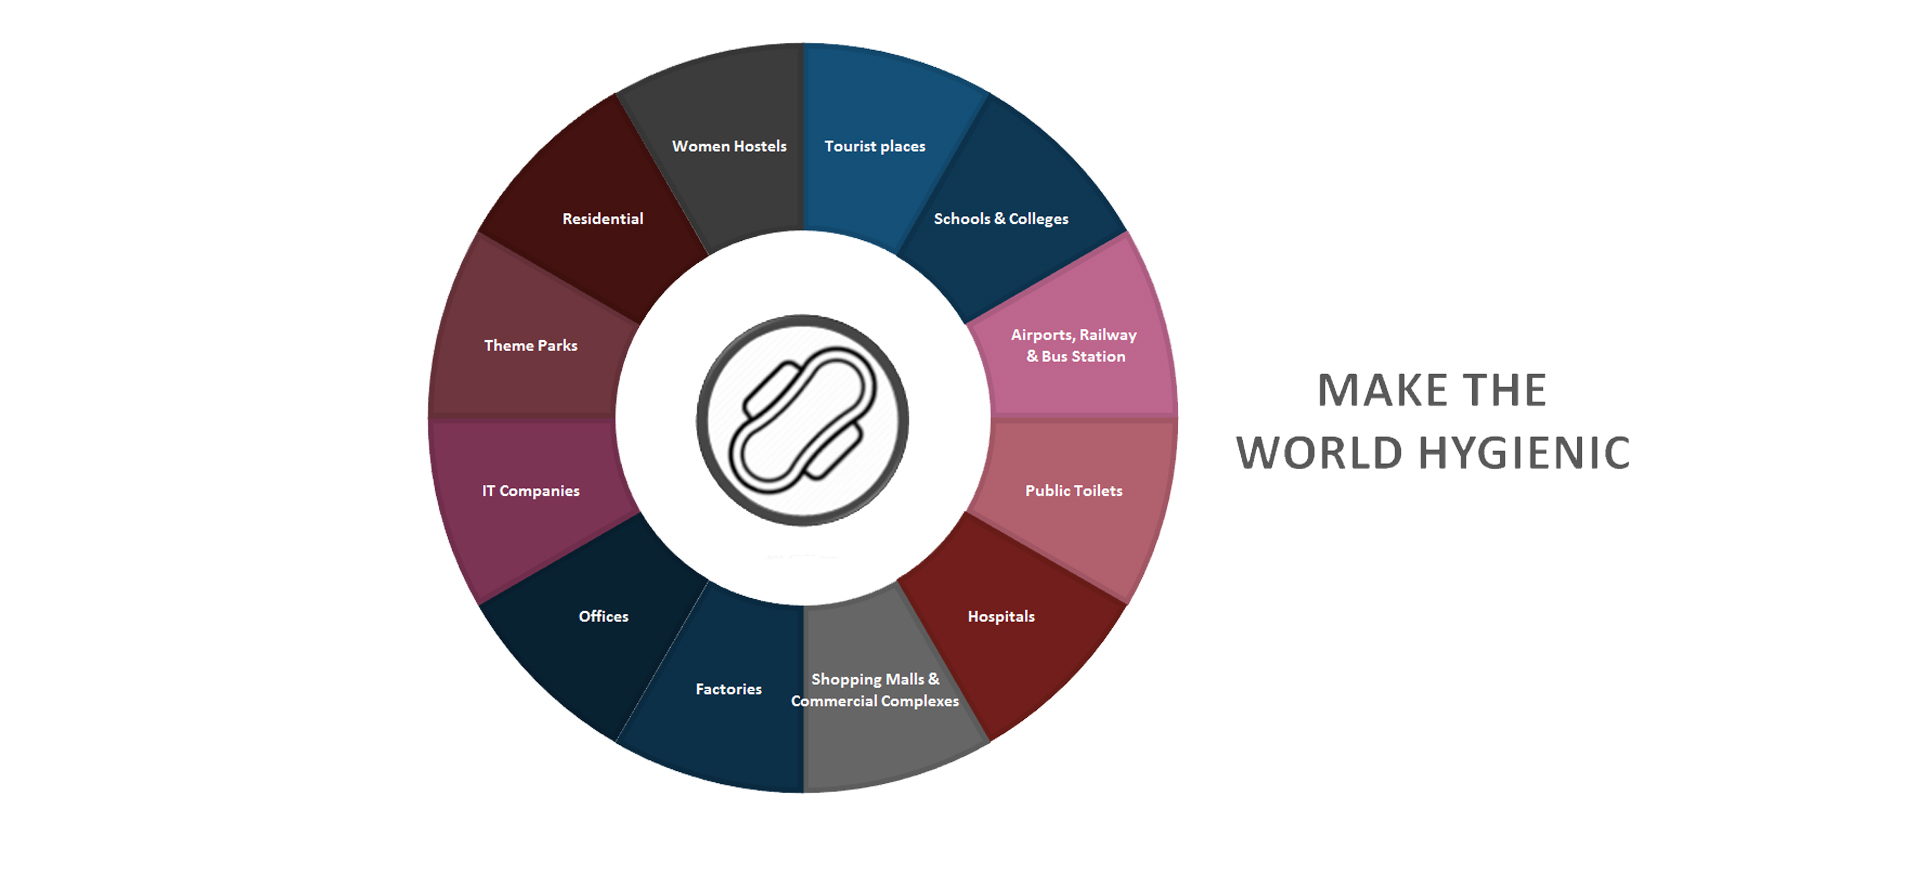 Women Hostels
Tourist places
Residential
Schools & Colleges
Theme Parks
Airports, Railway
& Bus Station
MAKE THE
WORLD HYGIENIC
IT Companies
Public Toilets
Offices
Hospitals
Factories
Shopping Malls &
Commercial Complexes